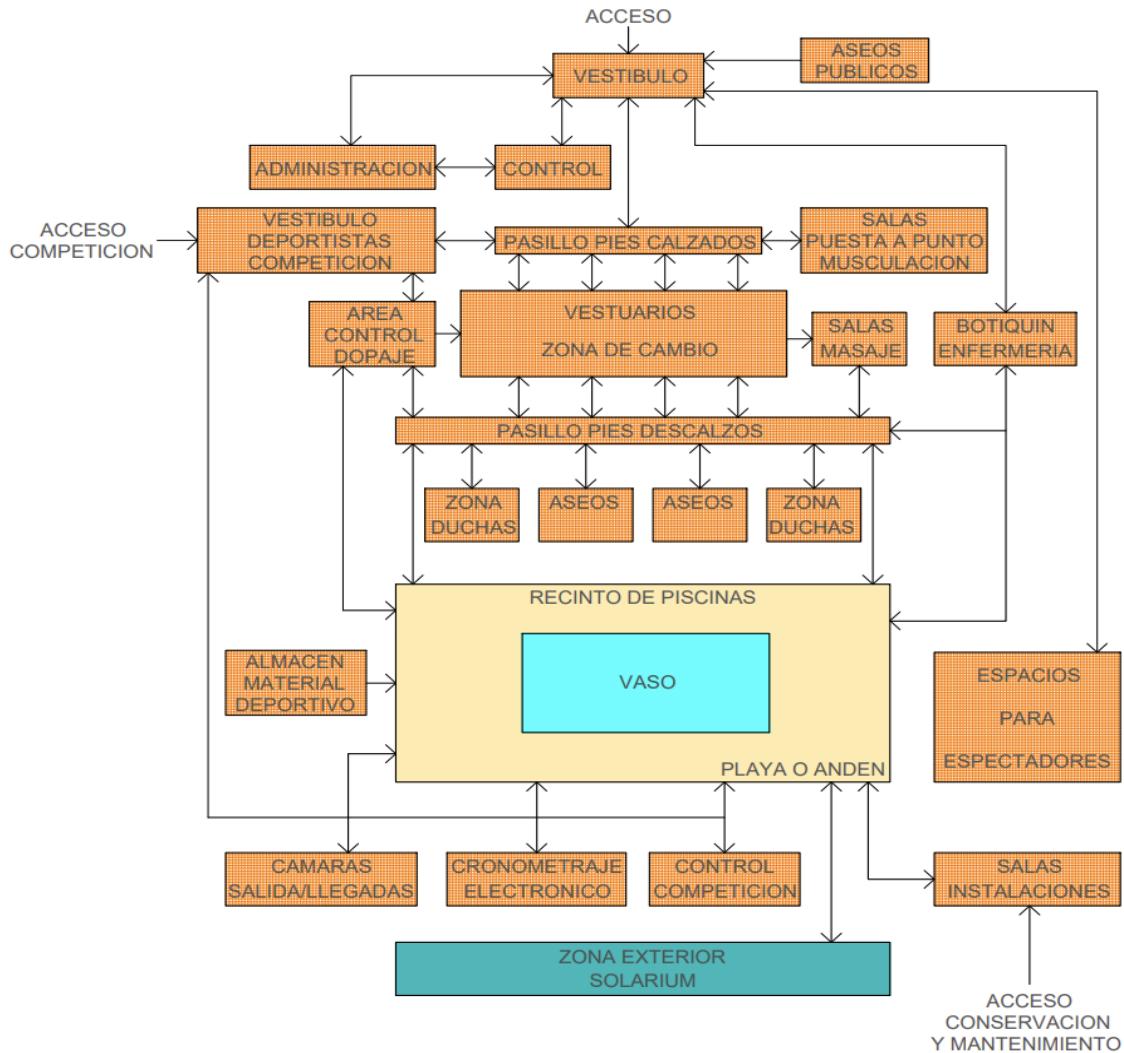 ACCESO
VESTIBULO
ASEOS
PUBLICOS
ADMINISTRACION
CONTROL
ACCESO
COMPETICION
VESTIBULO
DEPORTISTAS
COMPETICION
PASILLO PIES CALZADOS
SALAS
PUESTA A PUNTO
MUSCULACION
AREA
CONTROL
DOPAJE
VESTUARIOS
ZONA DE CAMBIO
SALAS
MASAJE
BOTIQUIN
ENFERMERIA
PASILLO PIES DESCALZOS
ZONA
DUCHAS
ASEOS
ASEOS
ZONA
DUCHAS
RECINTO DE PISCINAS
VASO
PLAYA O ANDEN
ALMACEN
MATERIAL
DEPORTIVO
ESPACIOS
PARA
ESPECTADORES
CAMARAS
SALIDA/LLEGADAS
CRONOMETRAJE
ELECTRONICO
CONTROL
COMPETICION
SALAS
INSTALACIONES
ZONA EXTERIOR
SOLARIUM
ACCESO
CONSERVACION
Y MANTENIMIENTO